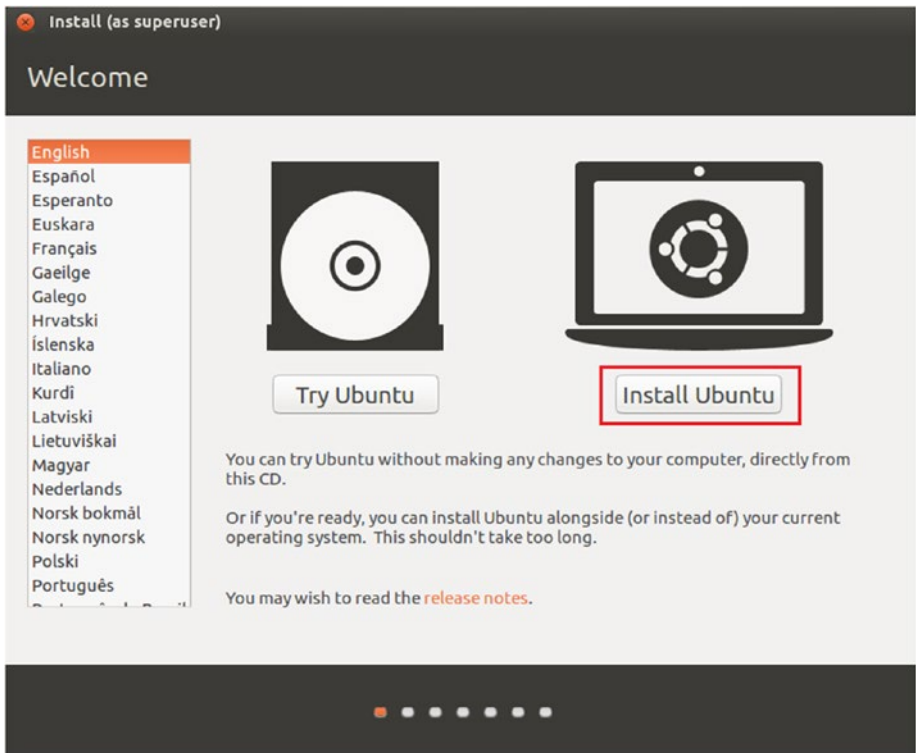 Install (as superuser)
Welcome
English
Español
Esperanto
Euskara
Français
Gaeilge
Galego
Hrvatski
Íslenska
Italiano
Kurdî
Latviski
Lietuviškai
Magyar
Nederlands
Norsk bokmål
Norsk nynorsk
Polski
Português
Try Ubuntu
Install Ubuntu
You can try Ubuntu without making any changes to your computer, directly from
this CD.
Or if you're ready, you can install Ubuntu alongside (or instead of) your current
operating system. This shouldn't take too long.
You may wish to read the release notes.